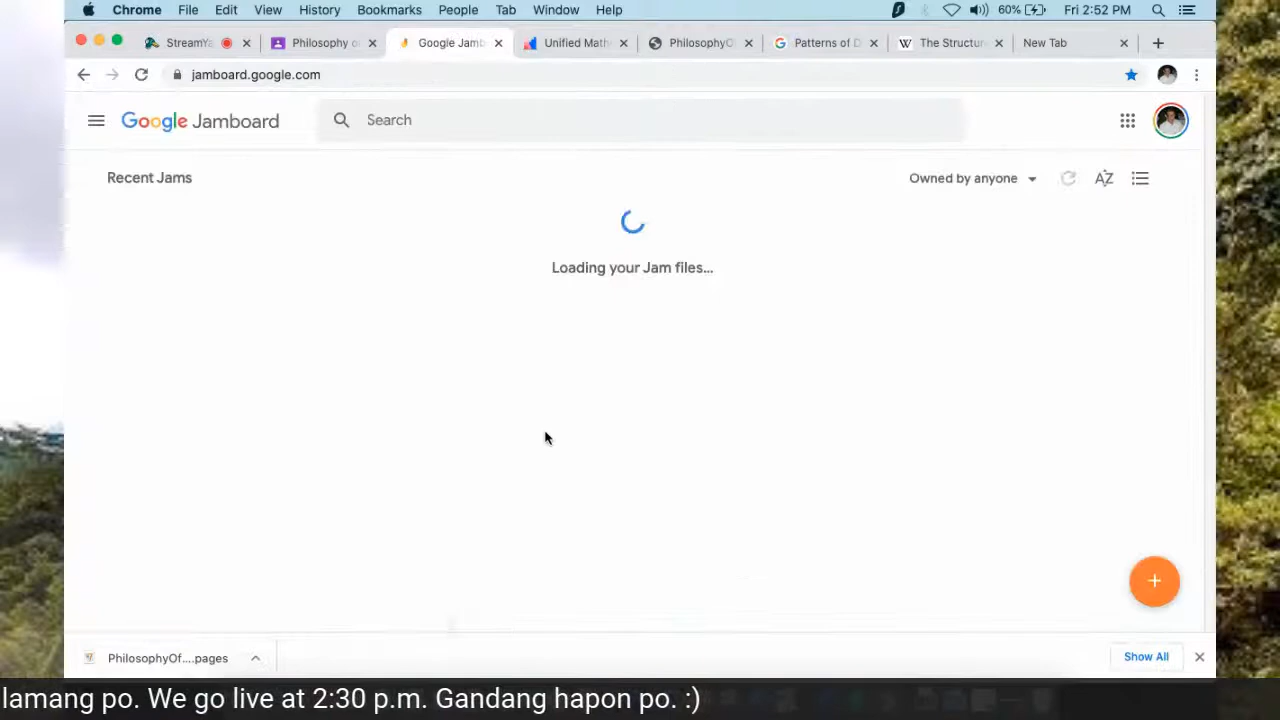 Chrome File Edit View History Bookmarks People Tab Window Help 60% Fri 2:52 PM
StreamYa Philosophy o Google Jamb Unified Math PhilosophyO Patterns of D The Structur New Tab
jamboard.google.com
Google Jamboard Search
Recent Jams Owned by anyone AZ
Loading your Jam files...
PhilosophyOf....pages Show All
lamang po. We go live at 2:30 p.m. Gandang hapon po. :)